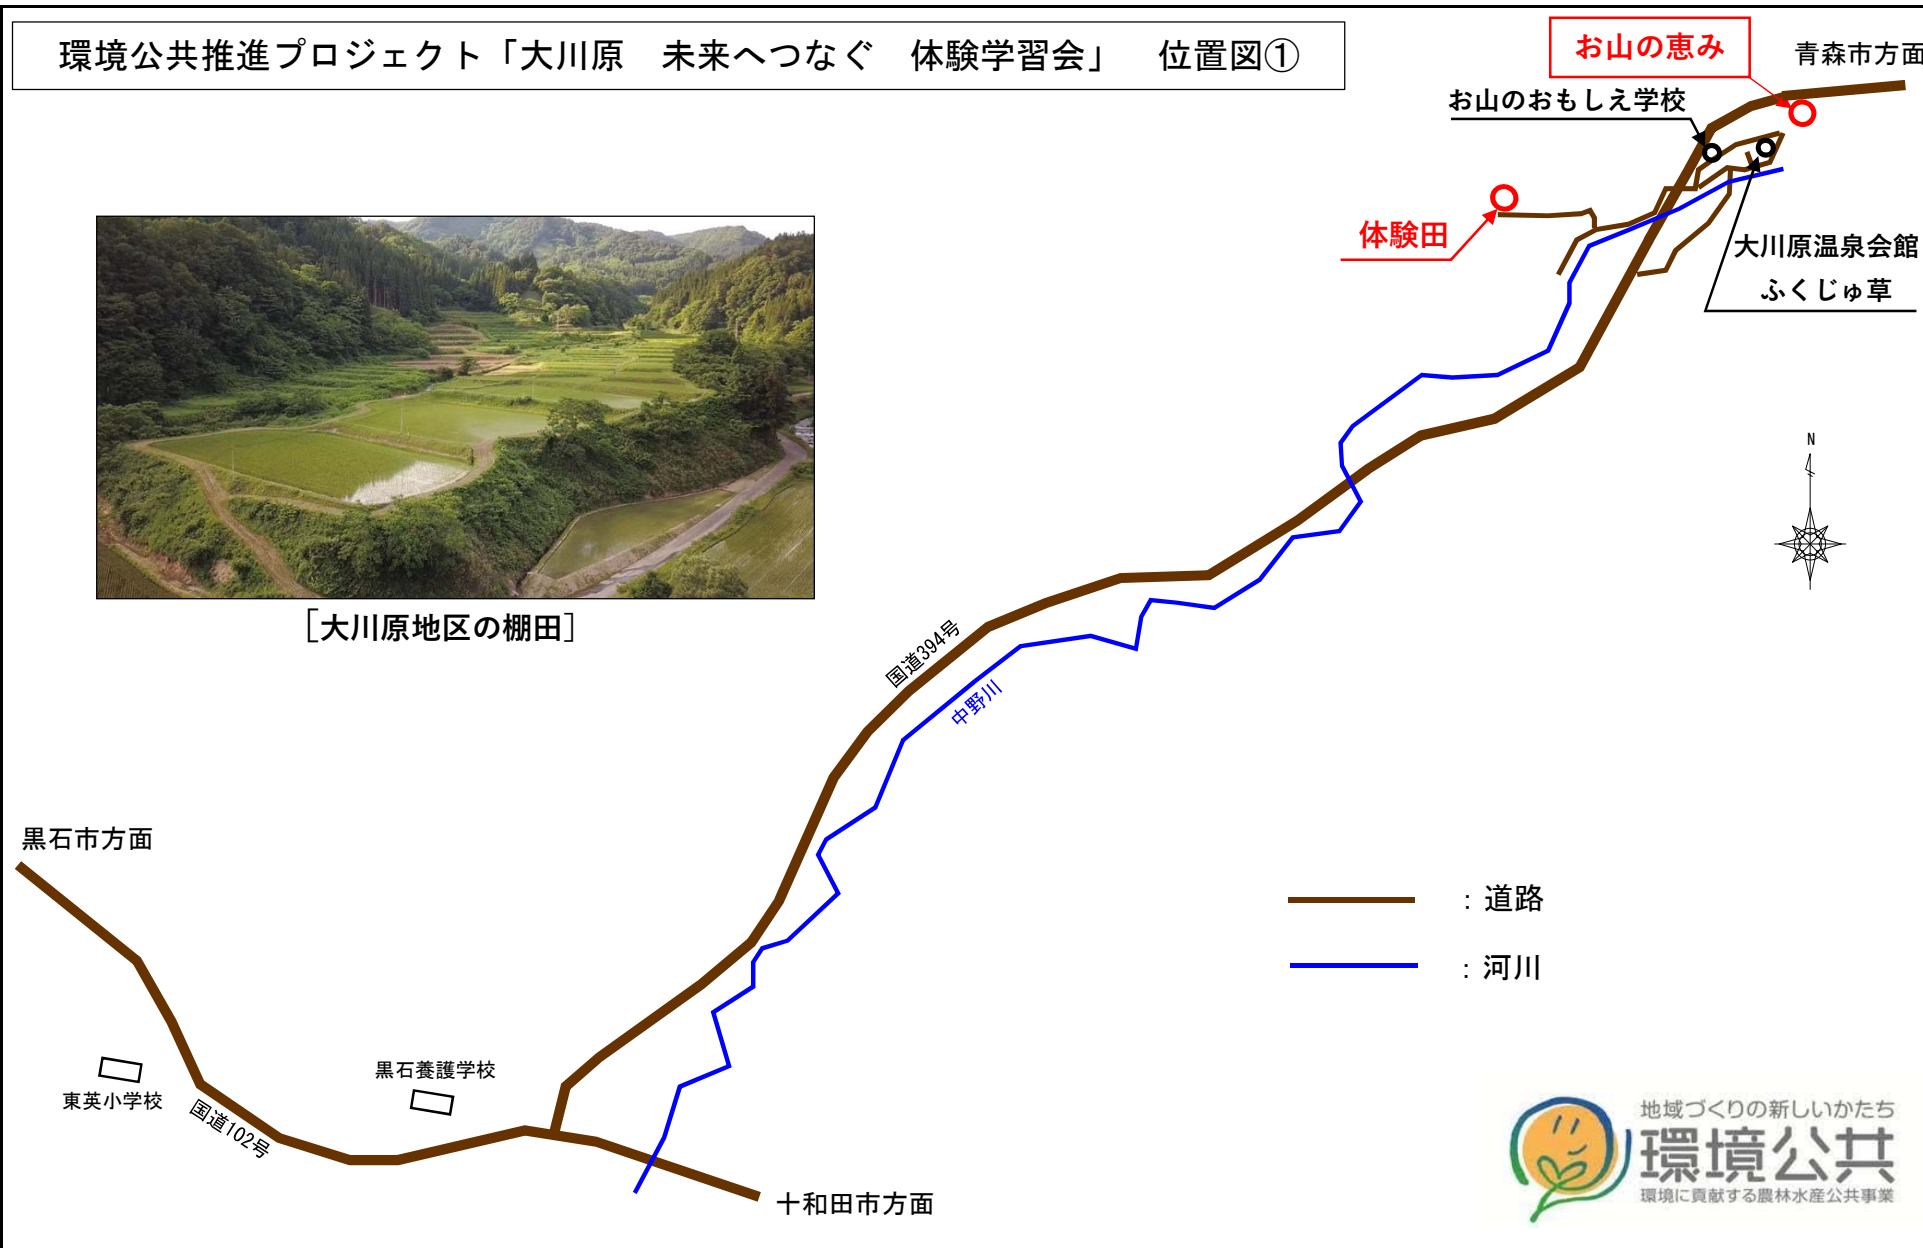 環境公共推進プロジェクト「大川原　未来へつなぐ　体験学習会」　位置図①
お山の恵み
青森市方面
お山のおもしえ学校
体験田
大川原温泉会館
ふくじゅ草
［大川原地区の棚田］
N
国道394号
中野川
黒石市方面
：道路
：河川
東英小学校
国道102号
黒石養護学校
十和田市方面
地域づくりの新しいかたち
環境公共
環境に貢献する農林水産公共事業